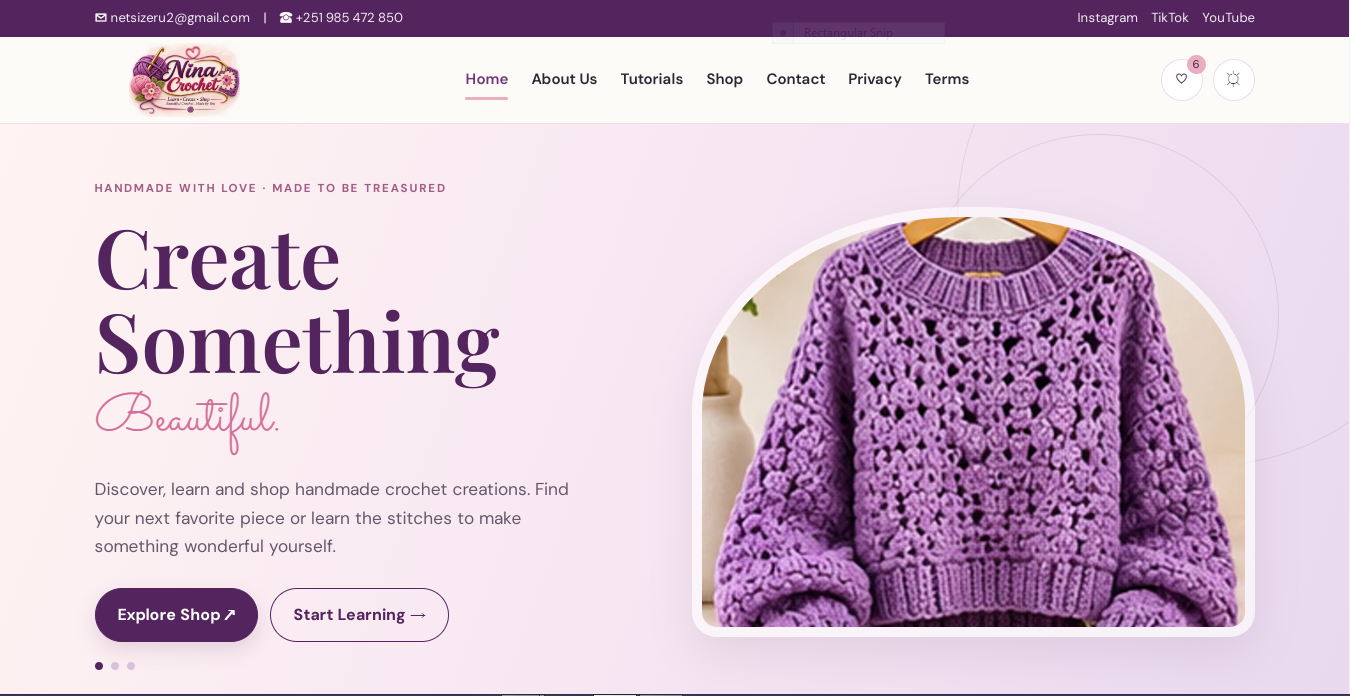 netsizeru2@gmail.com | +251 985 472 850
Instagram TikTok YouTube
Rectangular Snip
Nina
Crochet
Learn • Create • Shop
Home About Us Tutorials Shop Contact Privacy Terms
6
HANDMADE WITH LOVE · MADE TO BE TREASURED
Create
Something
Beautiful.
Discover, learn and shop handmade crochet creations. Find
your next favorite piece or learn the stitches to make
something wonderful yourself.
Explore Shop ↗ Start Learning →